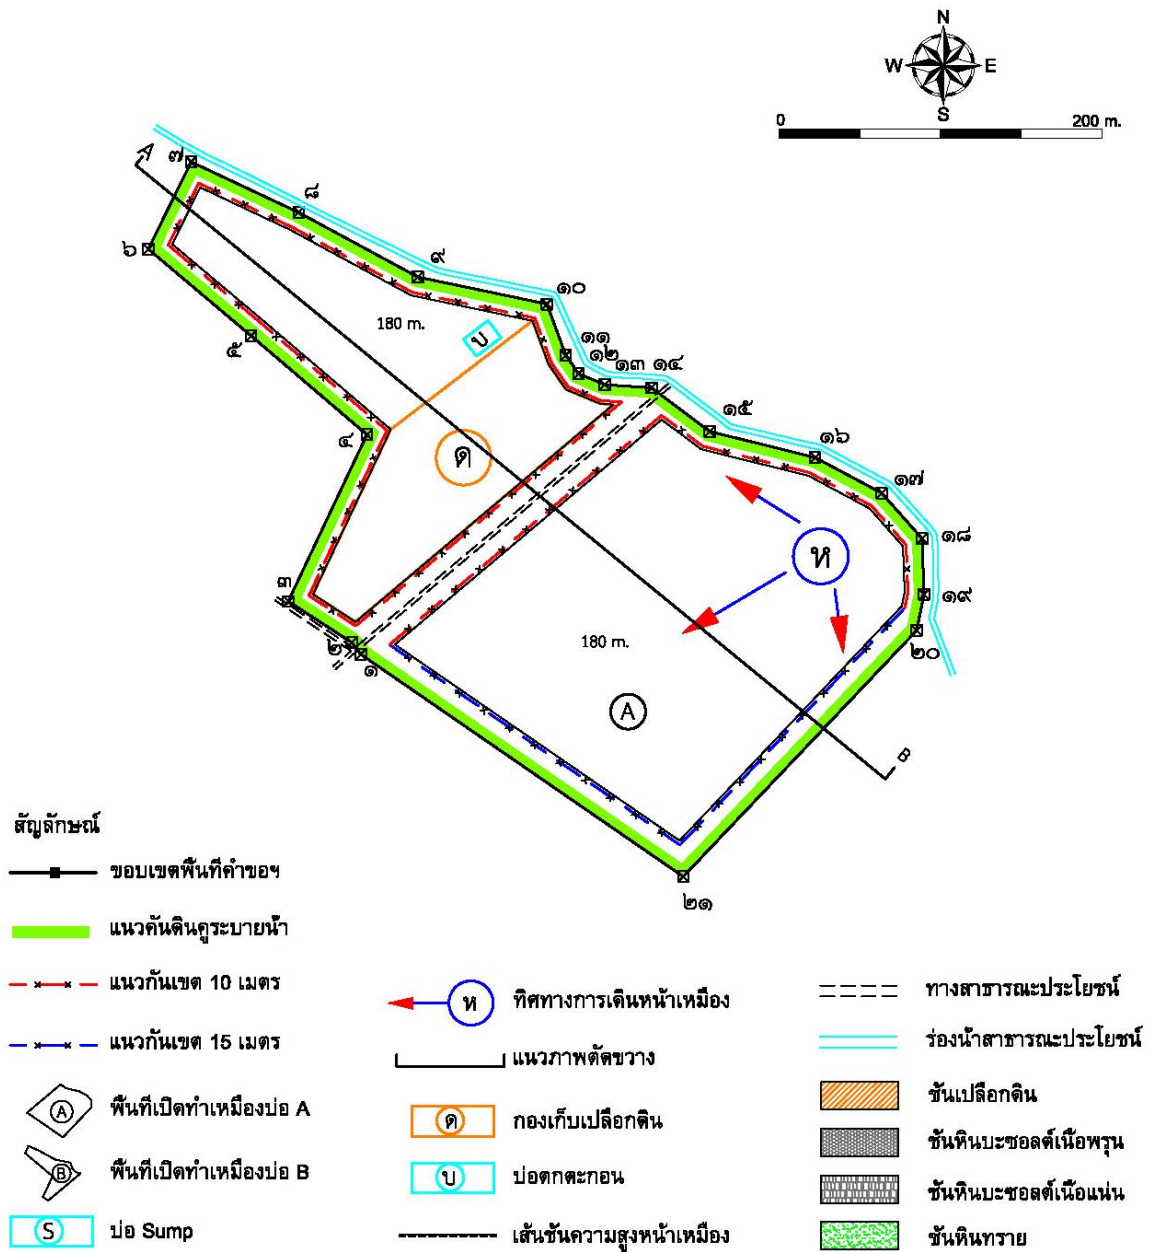 N
W E
S
0 200 m.
A
๗
๘
๖
๙
๑๐
180 m.
บ
๕
๑๑
๑๒
๑๓ ๑๔
๑๕
๔
ด
๑๖
๑๗
๑๘
ห
๓
๑๙
๒
๑
180 m.
๒๐
A
B
๒๑
สัญลักษณ์
ขอบเขตพื้นที่คำขอฯ
แนวคันดินคูระบายน้ำ
แนวกันเขต 10 เมตร
แนวกันเขต 15 เมตร
A พื้นที่เปิดทำเหมืองบ่อ A
B พื้นที่เปิดทำเหมืองบ่อ B
S บ่อ Sump
ห ทิศทางการเดินหน้าเหมือง
แนวภาพตัดขวาง
ด กองเก็บเปลือกดิน
บ บ่อตกตะกอน
เส้นชั้นความสูงหน้าเหมือง
ทางสาธารณะประโยชน์
ร่องน้ำสาธารณะประโยชน์
ชั้นเปลือกดิน
ชั้นหินบะซอลต์เนื้อพรุน
ชั้นหินบะซอลต์เนื้อแน่น
ชั้นหินทราย